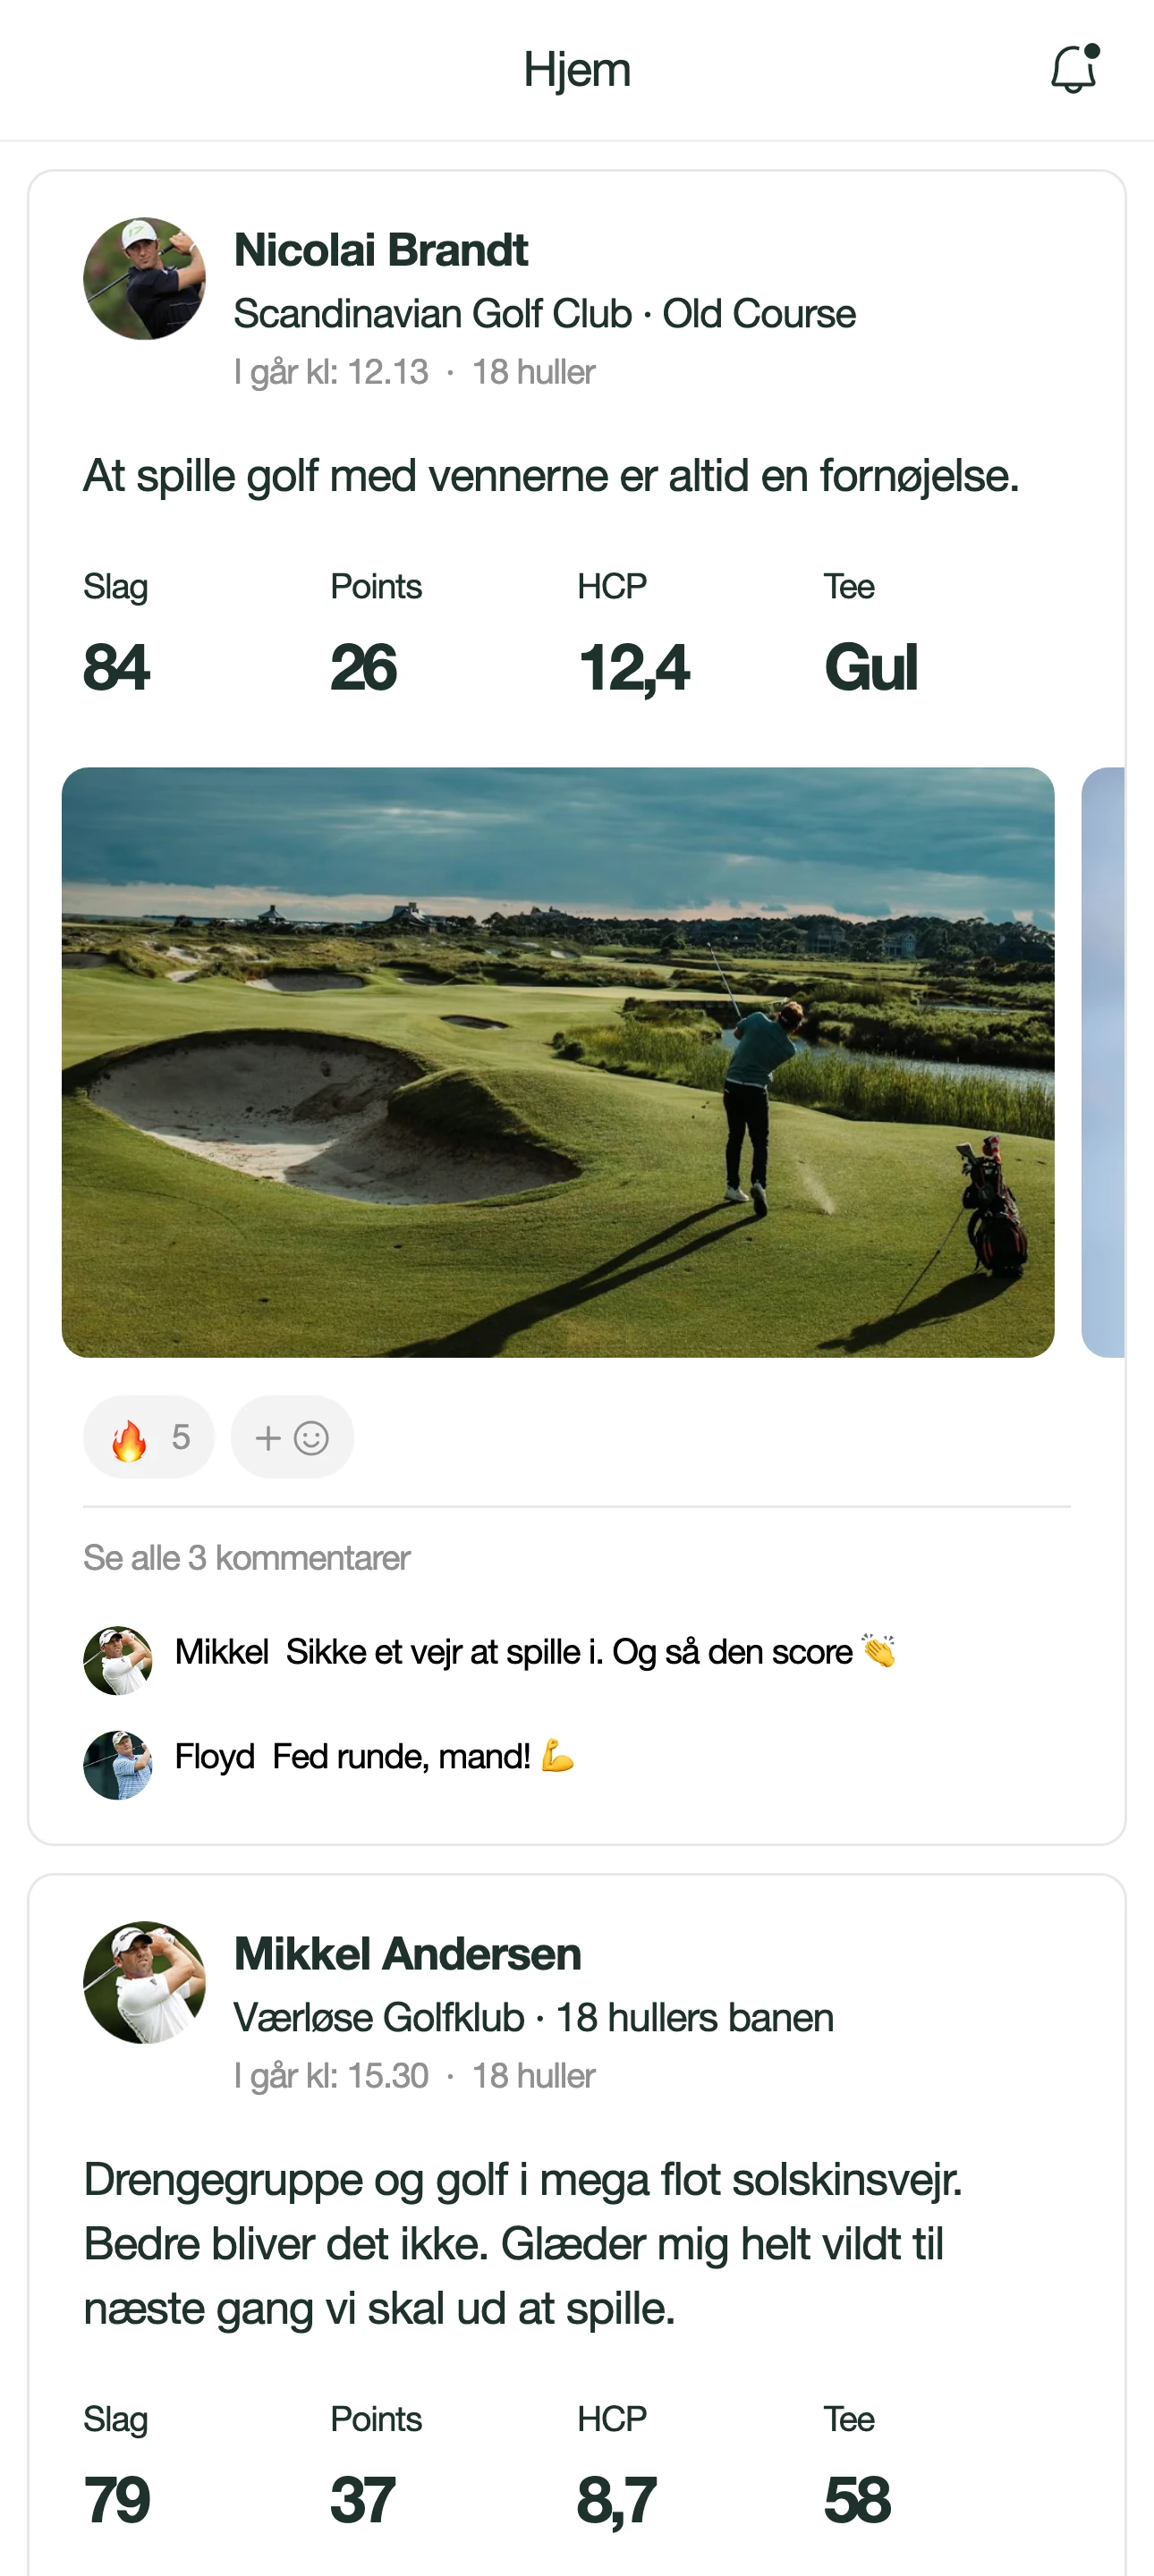 Hjem
Nicolai Brandt
Scandinavian Golf Club · Old Course
I går kl: 12.13 · 18 huller
At spille golf med vennerne er altid en fornøjelse.
Slag Points HCP Tee
84 26 12,4 Gul
🔥 5 +
Se alle 3 kommentarer
Mikkel Sikke et vejr at spille i. Og så den score 👏
Floyd Fed runde, mand! 💪
Mikkel Andersen
Værløse Golfklub · 18 hullers banen
I går kl: 15.30 · 18 huller
Drengegruppe og golf i mega flot solskinsvejr.
Bedre bliver det ikke. Glæder mig helt vildt til
næste gang vi skal ud at spille.
Slag Points HCP Tee
79 37 8,7 58